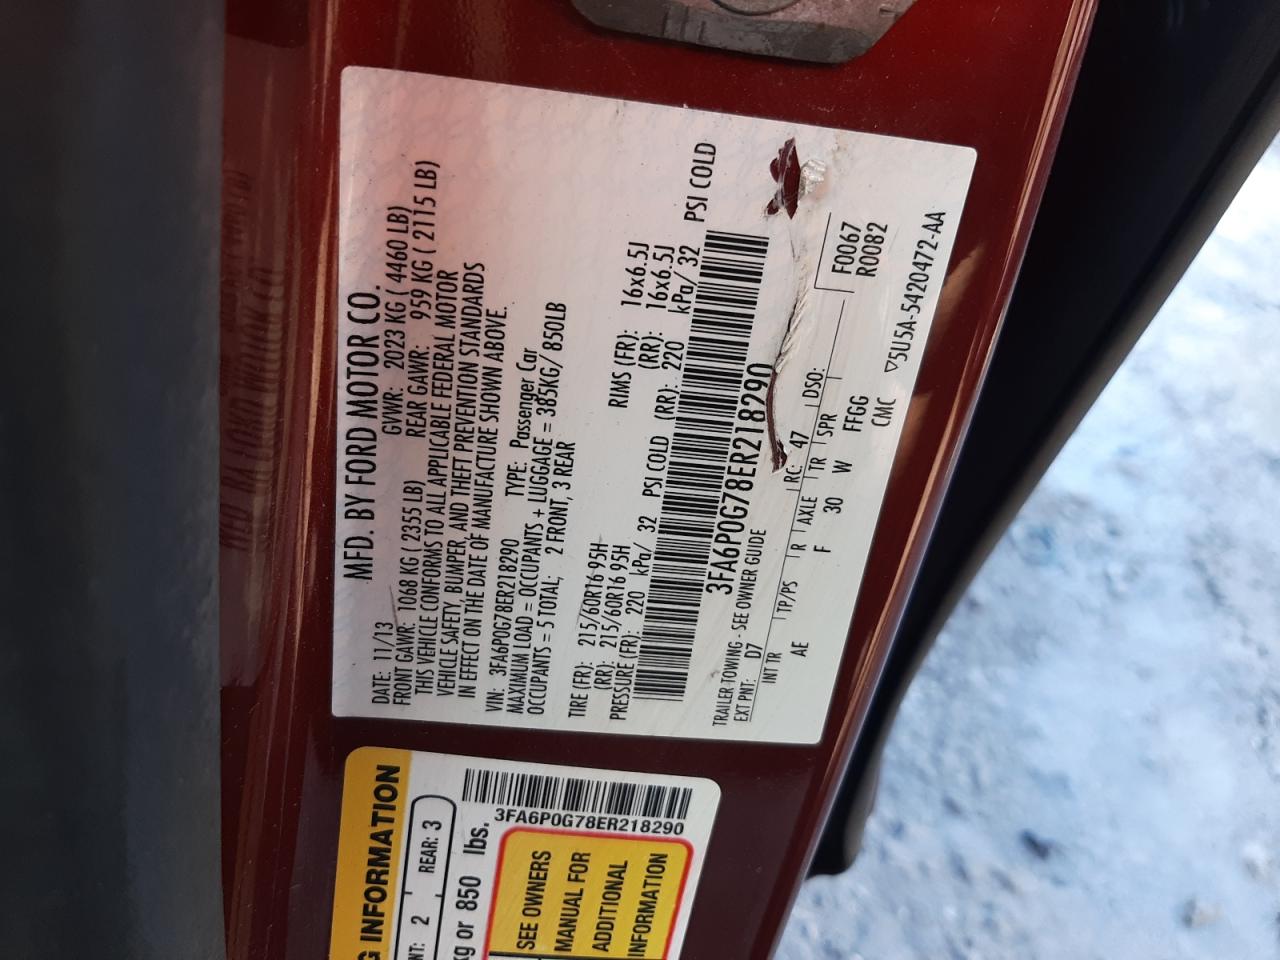 MFD. BY FORD MOTOR CO.
DATE: 11/13 GVWR: 2023 KG ( 4460 LB)
FRONT GAWR: 1068 KG ( 2355 LB) REAR GAWR: 959 KG ( 2115 LB)
THIS VEHICLE CONFORMS TO ALL APPLICABLE FEDERAL MOTOR
VEHICLE SAFETY, BUMPER, AND THEFT PREVENTION STANDARDS
IN EFFECT ON THE DATE OF MANUFACTURE SHOWN ABOVE.
VIN: 3FA6P0G78ER218290 TYPE: Passenger Car
MAXIMUM LOAD = OCCUPANTS + LUGGAGE = 385KG/ 850LB
OCCUPANTS = 5 TOTAL; 2 FRONT, 3 REAR
TIRE (FR): 215/60R16 95H RIMS (FR): 16x6.5J
(RR): 215/60R16 95H (RR): 16x6.5J
PRESSURE (FR): 220 kPa/ 32 PSI COLD (RR): 220 kPa/ 32 PSI COLD
3FA6P0G78ER218290
TRAILER TOWING - SEE OWNER GUIDE
EXT PNT: D7 RC: 47 DSO: F0067
INT TR TP/PS R AXLE TR SPR R0082
AE F 30 W FFGG
CMC ▽5U5A-5420472-AA
G INFORMATION
NT: 2 REAR: 3
kg or 850 lbs.
3FA6P0G78ER218290
SEE OWNERS
MANUAL FOR
ADDITIONAL
INFORMATION